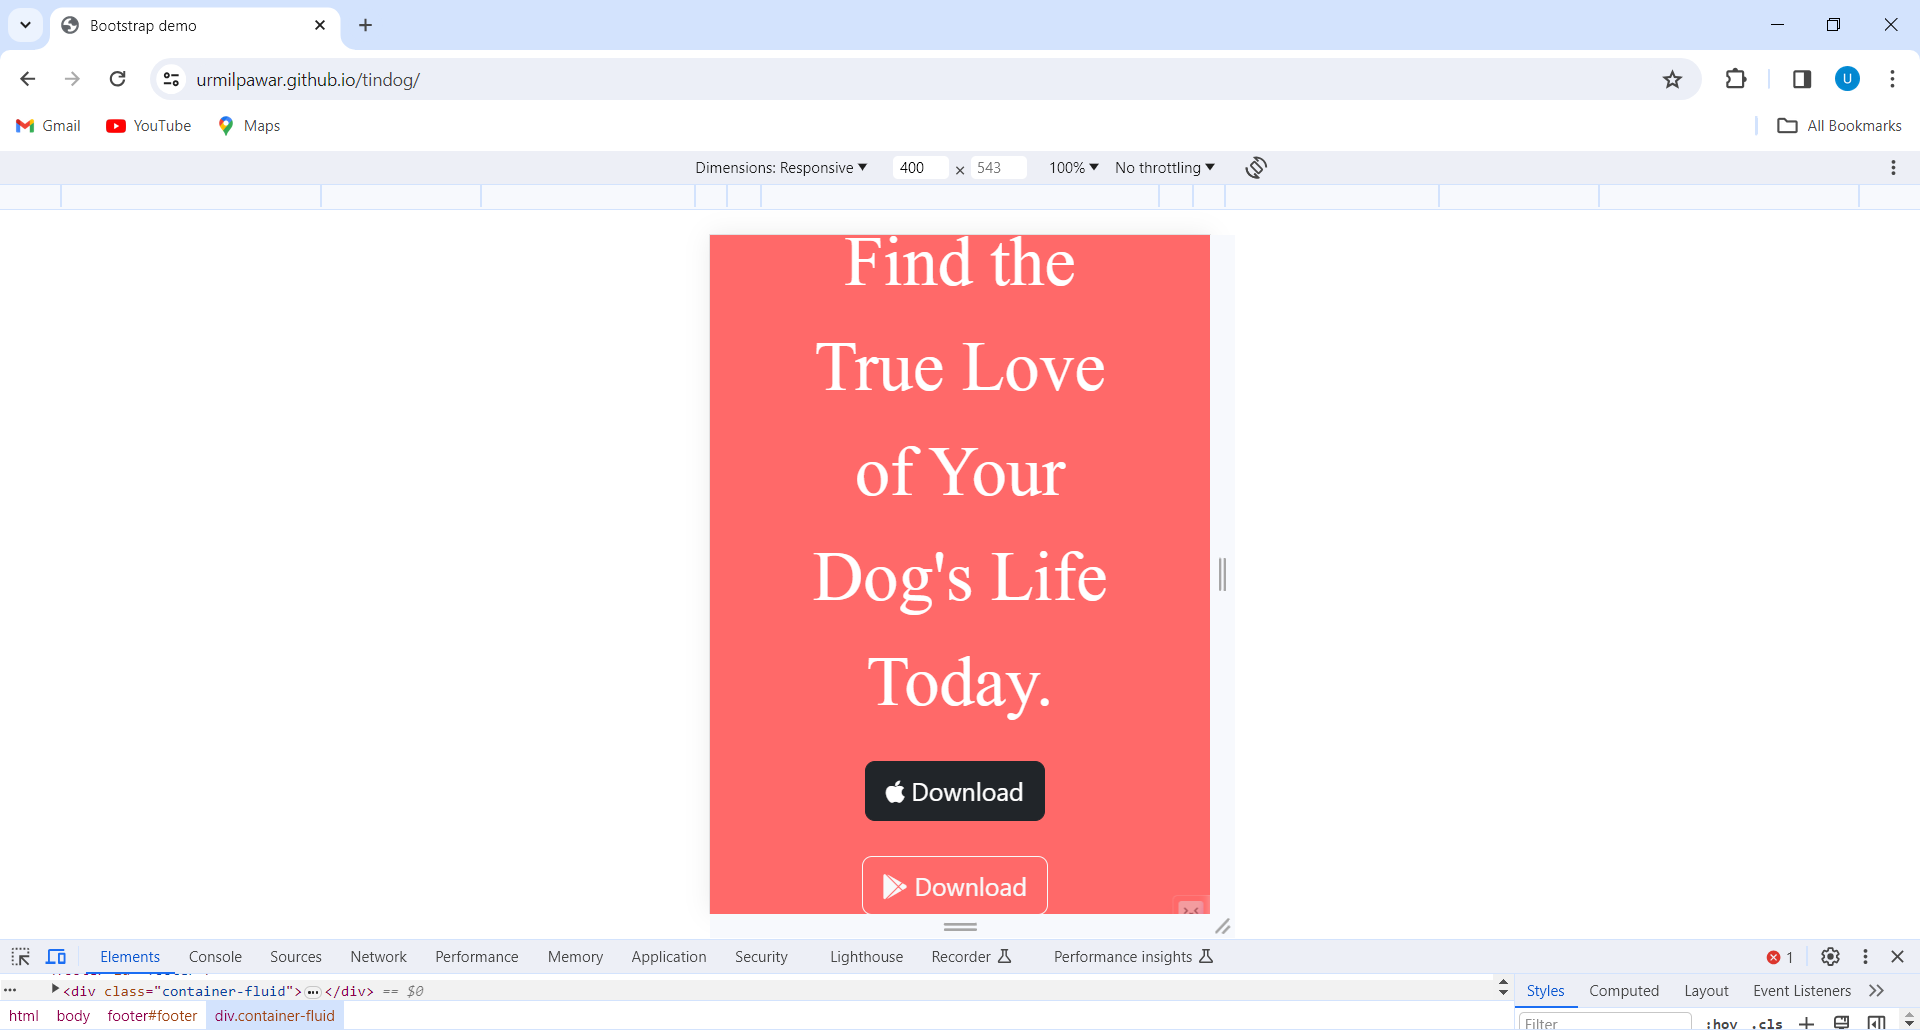 Bootstrap demo
urmilpawar.github.io/tindog/
Gmail YouTube Maps All Bookmarks
Dimensions: Responsive 400 × 543 100% No throttling
Find the
True Love
of Your
Dog's Life
Today.
Download
Download
Elements Console Sources Network Performance Memory Application Security Lighthouse Recorder Performance insights 1
<div class="container-fluid">…</div> == $0
Styles Computed Layout Event Listeners
html body footer#footer div.container-fluid
Filter :hov .cls
U